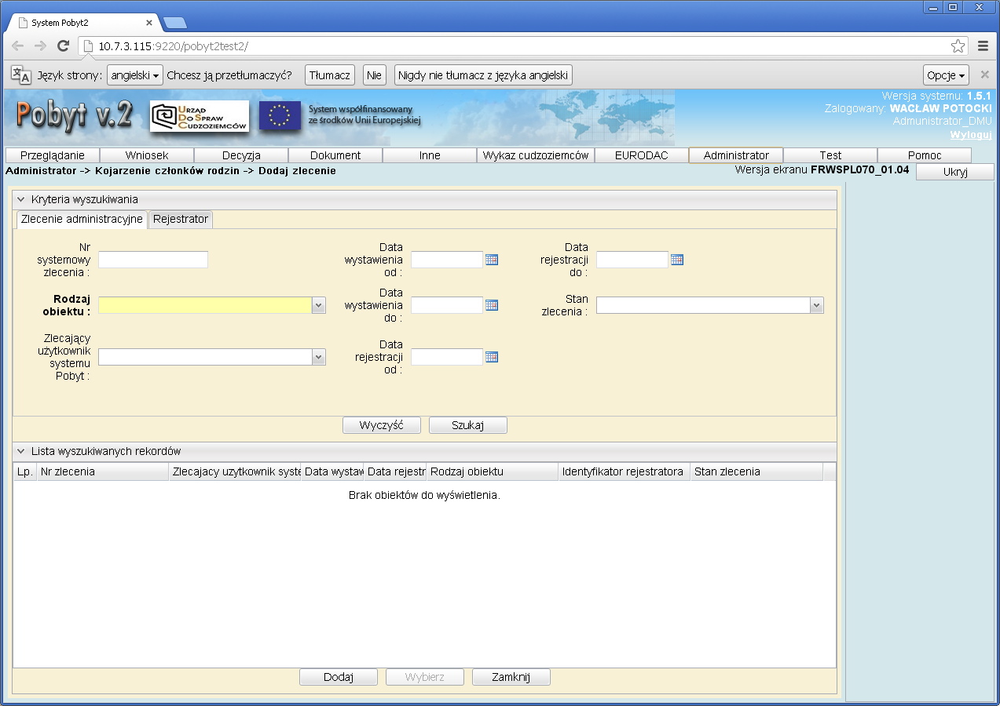 System Pobyt2
10.7.3.115:9220/pobyt2test2/
Język strony: angielski Chcesz ją przetłumaczyć? Tłumacz Nie Nigdy nie tłumacz z języka angielski Opcje
Pobyt v.2
URZĄD
DO SPRAW
CUDZOZIEMCÓW
System współfinansowany
ze środków Unii Europejskiej
Wersja systemu: 1.5.1
Zalogowany: WACŁAW POTOCKI
Admunistrator_DMU
Wyloguj
Przeglądanie Wniosek Decyzja Dokument Inne Wykaz cudzoziemców EURODAC Administrator Test Pomoc
Administrator -> Kojarzenie członków rodzin -> Dodaj zlecenie
Wersja ekranu FRWSPL070_01.04
Ukryj
Kryteria wyszukiwania
Zlecenie administracyjne Rejestrator
Nr
systemowy
zlecenia :
Data
wystawienia
od :
Data
rejestracji
do :
Rodzaj
obiektu :
Data
wystawienia
do :
Stan
zlecenia :
Zlecający
użytkownik
systemu
Pobyt :
Data
rejestracji
od :
Wyczyść Szukaj
Lista wyszukiwanych rekordów
Lp. Nr zlecenia Zlecajacy uzytkownik syste Data wystaw Data rejestr Rodzaj obiektu Identyfikator rejestratora Stan zlecenia
Brak obiektów do wyświetlenia.
Dodaj Wybierz Zamknij